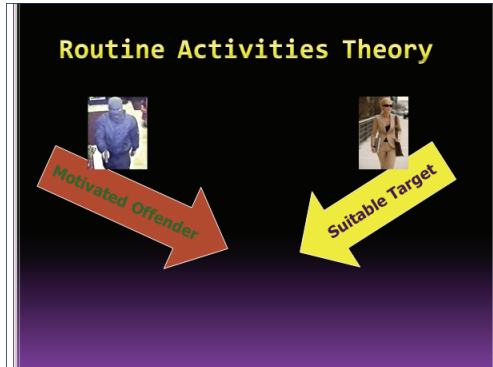 Routine Activities Theory
Motivated Offender
Suitable Target